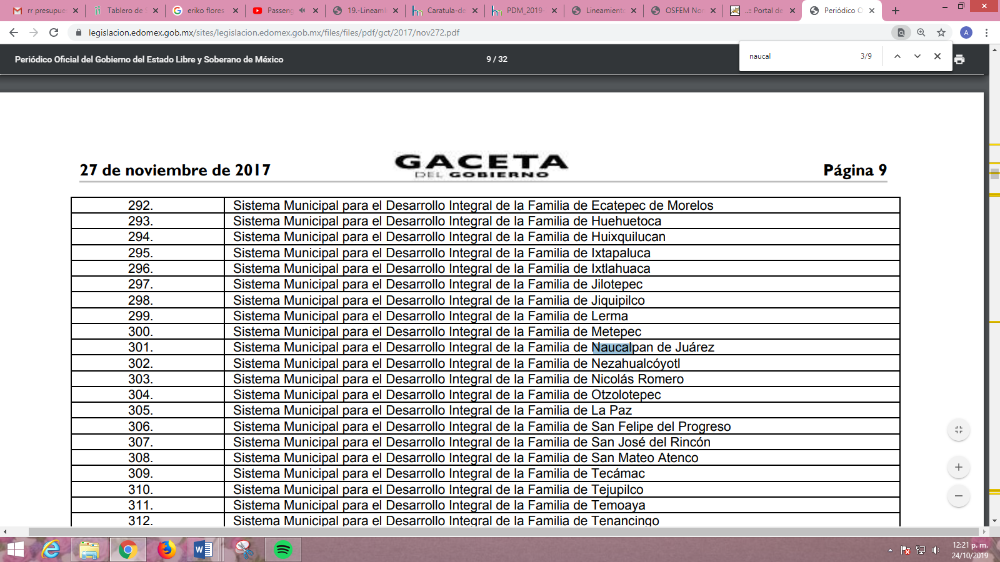 rr presupues
Tablero de S
eriko flores
Passeng
19.-Lineami
Caratula-de
PDM_2019-
Lineamiento
OSFEM Nor
..:: Portal de
Periódico O
legislacion.edomex.gob.mx/sites/legislacion.edomex.gob.mx/files/files/pdf/gct/2017/nov272.pdf
A
Periódico Oficial del Gobierno del Estado Libre y Soberano de México
9 / 32
naucal
3/9
27 de noviembre de 2017
GACETA
DEL GOBIERNO
Página 9
292. Sistema Municipal para el Desarrollo Integral de la Familia de Ecatepec de Morelos
293. Sistema Municipal para el Desarrollo Integral de la Familia de Huehuetoca
294. Sistema Municipal para el Desarrollo Integral de la Familia de Huixquilucan
295. Sistema Municipal para el Desarrollo Integral de la Familia de Ixtapaluca
296. Sistema Municipal para el Desarrollo Integral de la Familia de Ixtlahuaca
297. Sistema Municipal para el Desarrollo Integral de la Familia de Jilotepec
298. Sistema Municipal para el Desarrollo Integral de la Familia de Jiquipilco
299. Sistema Municipal para el Desarrollo Integral de la Familia de Lerma
300. Sistema Municipal para el Desarrollo Integral de la Familia de Metepec
301. Sistema Municipal para el Desarrollo Integral de la Familia de Naucalpan de Juárez
302. Sistema Municipal para el Desarrollo Integral de la Familia de Nezahualcóyotl
303. Sistema Municipal para el Desarrollo Integral de la Familia de Nicolás Romero
304. Sistema Municipal para el Desarrollo Integral de la Familia de Otzolotepec
305. Sistema Municipal para el Desarrollo Integral de la Familia de La Paz
306. Sistema Municipal para el Desarrollo Integral de la Familia de San Felipe del Progreso
307. Sistema Municipal para el Desarrollo Integral de la Familia de San José del Rincón
308. Sistema Municipal para el Desarrollo Integral de la Familia de San Mateo Atenco
309. Sistema Municipal para el Desarrollo Integral de la Familia de Tecámac
310. Sistema Municipal para el Desarrollo Integral de la Familia de Tejupilco
311. Sistema Municipal para el Desarrollo Integral de la Familia de Temoaya
312. Sistema Municipal para el Desarrollo Integral de la Familia de Tenancingo
12:21 p. m.
24/10/2019